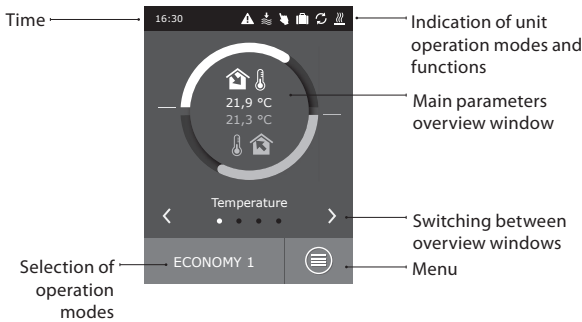 Time
16:30
Indication of unit
operation modes and
functions
21,9 °C
21,3 °C
Main parameters
overview window
Temperature
Switching between
overview windows
ECONOMY 1
Menu
Selection of
operation
modes